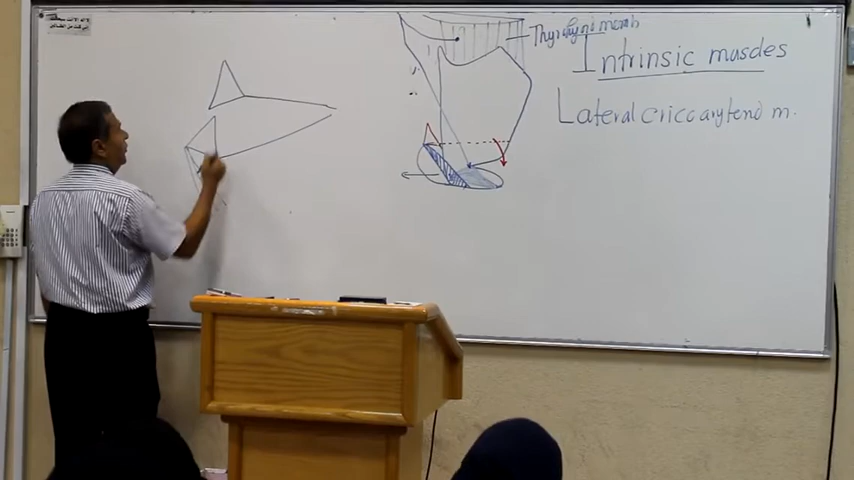 Thyrohyoid memb
Intrinsic muscles
Lateral cricoarytenoid m.